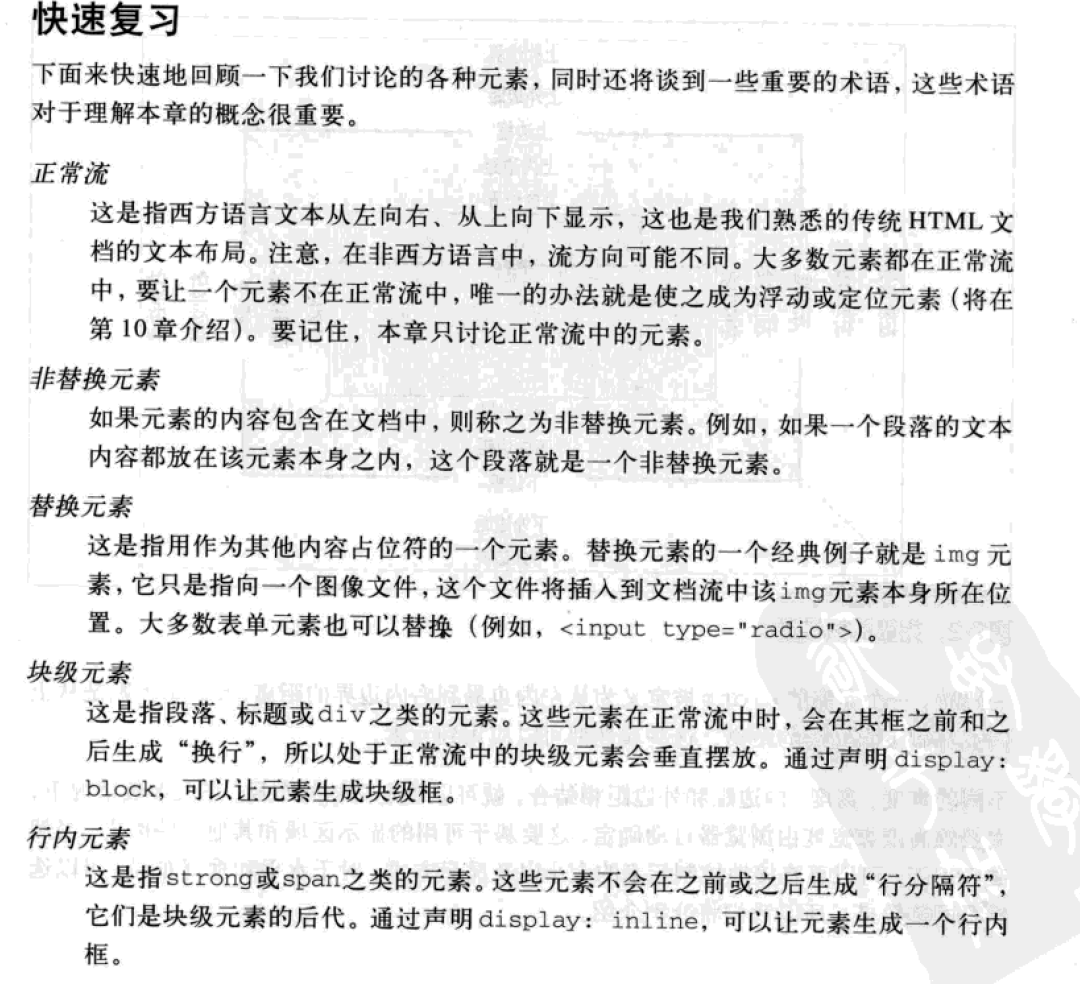 快速复习
下面来快速地回顾一下我们讨论的各种元素，同时还将谈到一些重要的术语，这些术语
对于理解本章的概念很重要。
正常流
这是指西方语言文本从左向右、从上向下显示，这也是我们熟悉的传统 HTML 文
档的文本布局。注意，在非西方语言中，流方向可能不同。大多数元素都在正常流
中，要让一个元素不在正常流中，唯一的办法就是使之成为浮动或定位元素（将在
第 10 章介绍）。要记住，本章只讨论正常流中的元素。
非替换元素
如果元素的内容包含在文档中，则称之为非替换元素。例如，如果一个段落的文本
内容都放在该元素本身之内，这个段落就是一个非替换元素。
替换元素
这是指用作为其他内容占位符的一个元素。替换元素的一个经典例子就是 img 元
素，它只是指向一个图像文件，这个文件将插入到文档流中该img元素本身所在位
置。大多数表单元素也可以替换（例如，<input type="radio">）。
块级元素
这是指段落、标题或div之类的元素。这些元素在正常流中时，会在其框之前和之
后生成“换行”，所以处于正常流中的块级元素会垂直摆放。通过声明 display:
block，可以让元素生成块级框。
行内元素
这是指strong或span之类的元素。这些元素不会在之前或之后生成“行分隔符”，
它们是块级元素的后代。通过声明 display: inline，可以让元素生成一个行内
框。